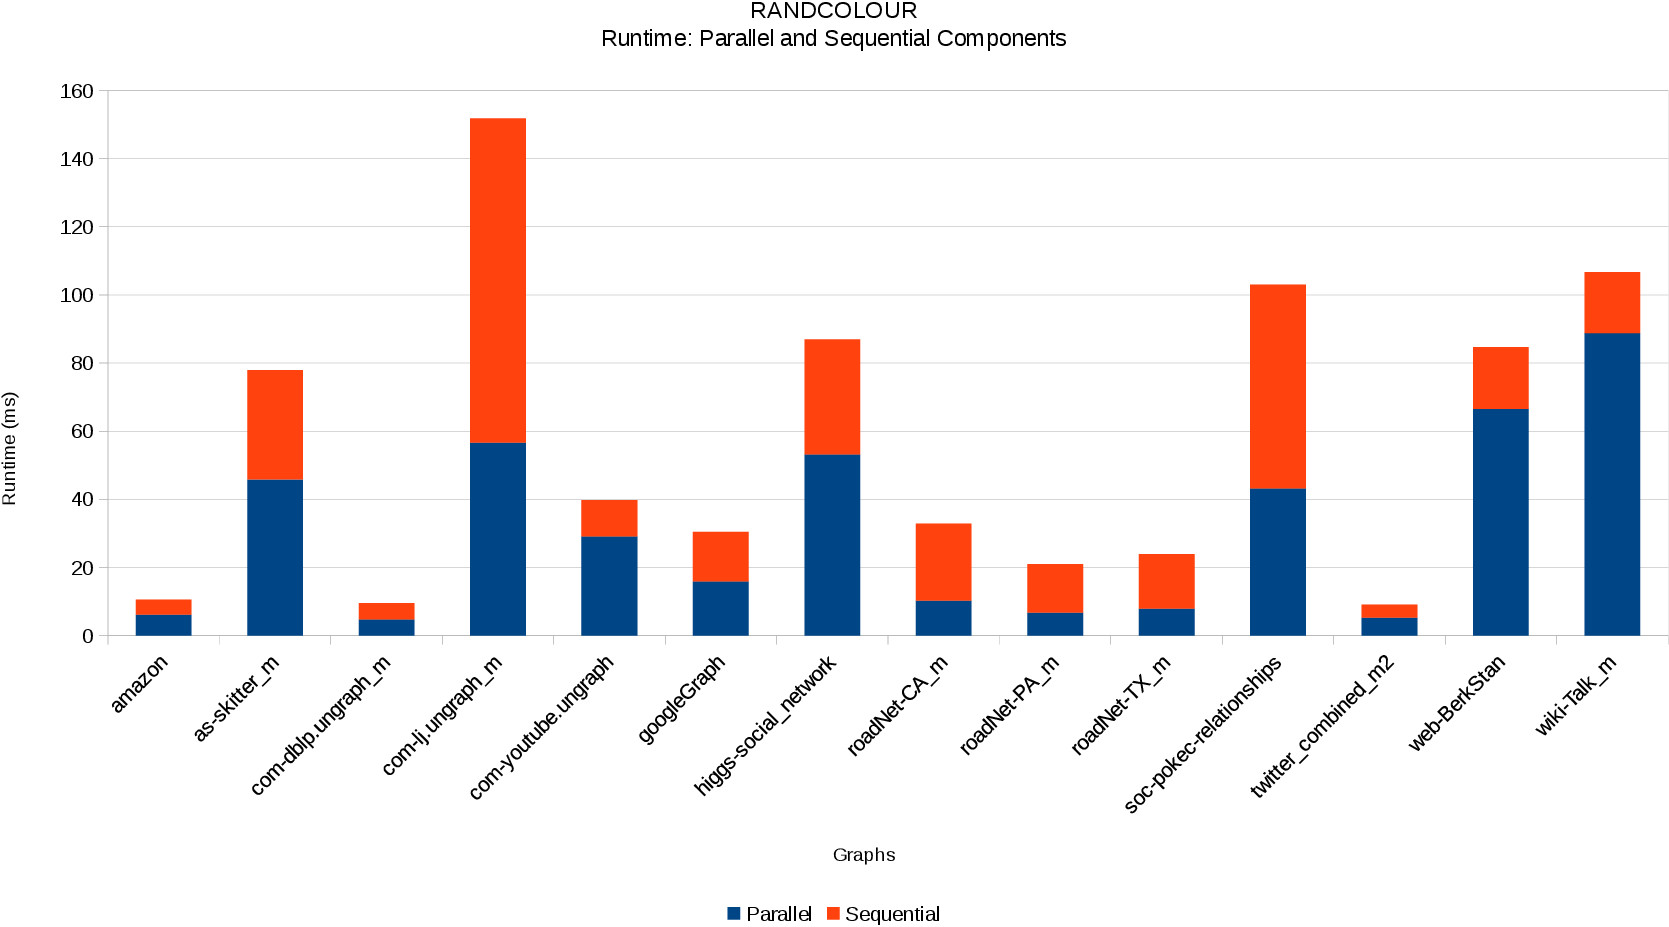 RANDCOLOUR
Runtime: Parallel and Sequential Components
Runtime (ms)
160
140
120
100
80
60
40
20
0
amazon
as-skitter_m
com-dblp.ungraph_m
com-lj.ungraph_m
com-youtube.ungraph
googleGraph
higgs-social_network
roadNet-CA_m
roadNet-PA_m
roadNet-TX_m
soc-pokec-relationships
twitter_combined_m2
web-BerkStan
wiki-Talk_m
Graphs
Parallel Sequential